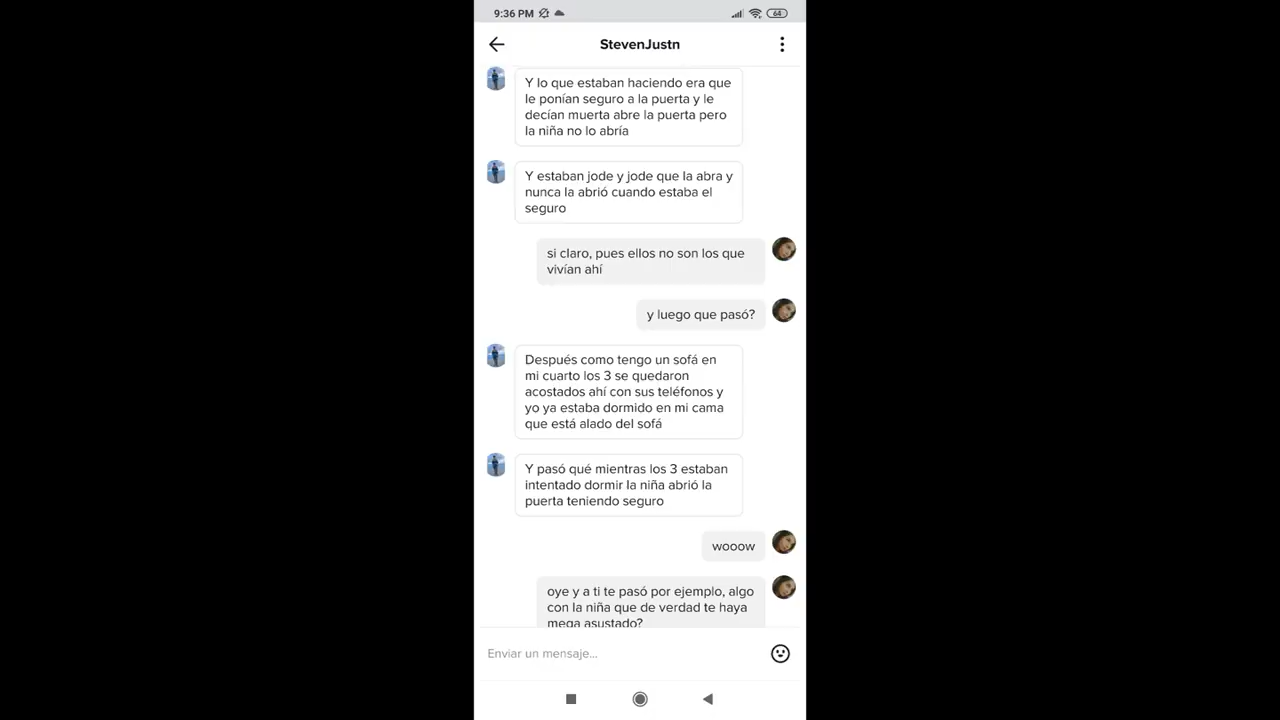 9:36 PM
64
StevenJustn
Y lo que estaban haciendo era que
le ponían seguro a la puerta y le
decían muerta abre la puerta pero
la niña no lo abría
Y estaban jode y jode que la abra y
nunca la abrió cuando estaba el
seguro
si claro, pues ellos no son los que
vivían ahí
y luego que pasó?
Después como tengo un sofá en
mi cuarto los 3 se quedaron
acostados ahí con sus teléfonos y
yo ya estaba dormido en mi cama
que está alado del sofá
Y pasó qué mientras los 3 estaban
intentado dormir la niña abrió la
puerta teniendo seguro
wooow
oye y a ti te pasó por ejemplo, algo
con la niña que de verdad te haya
mega asustado?
Enviar un mensaje...